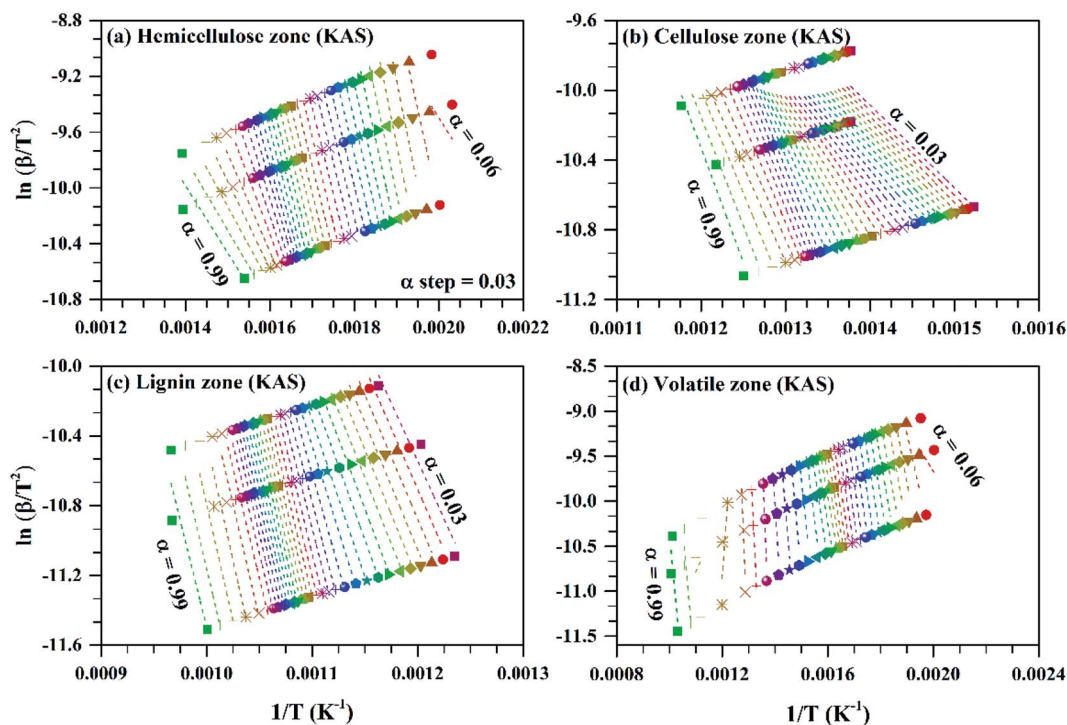 (a) Hemicellulose zone (KAS)
-8.8
-9.2
-9.6
-10.0
-10.4
-10.8
ln (β/T²)
α = 0.06
α = 0.99
α step = 0.03
0.0012 0.0014 0.0016 0.0018 0.0020 0.0022
(b) Cellulose zone (KAS)
-9.6
-10.0
-10.4
-10.8
-11.2
α = 0.03
α = 0.99
0.0011 0.0012 0.0013 0.0014 0.0015 0.0016
(c) Lignin zone (KAS)
-10.0
-10.4
-10.8
-11.2
-11.6
ln (β/T²)
α = 0.03
α = 0.99
0.0009 0.0010 0.0011 0.0012 0.0013
1/T (K⁻¹)
(d) Volatile zone (KAS)
-8.5
-9.0
-9.5
-10.0
-10.5
-11.0
-11.5
α = 0.06
α = 0.99
0.0008 0.0012 0.0016 0.0020 0.0024
1/T (K⁻¹)